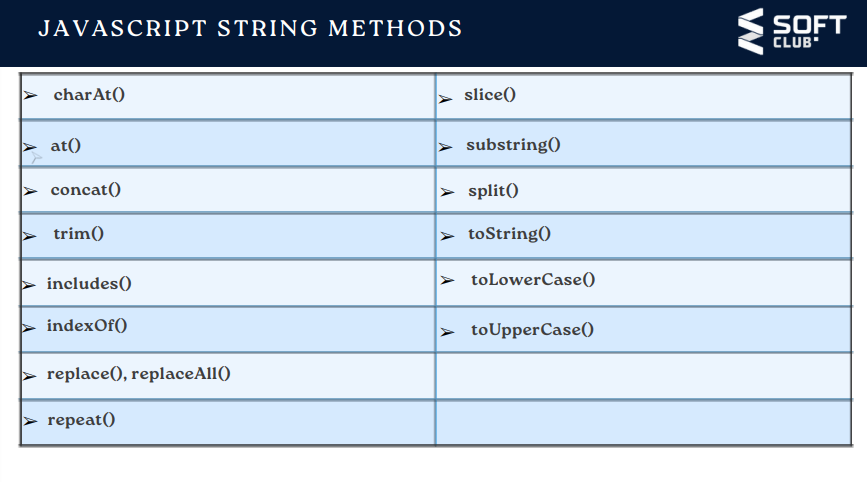 JAVASCRIPT STRING METHODS
SOFT
CLUB
➢ charAt()
➢ at()
➢ concat()
➢ trim()
➢ includes()
➢ indexOf()
➢ replace(), replaceAll()
➢ repeat()
➢ slice()
➢ substring()
➢ split()
➢ toString()
➢ toLowerCase()
➢ toUpperCase()